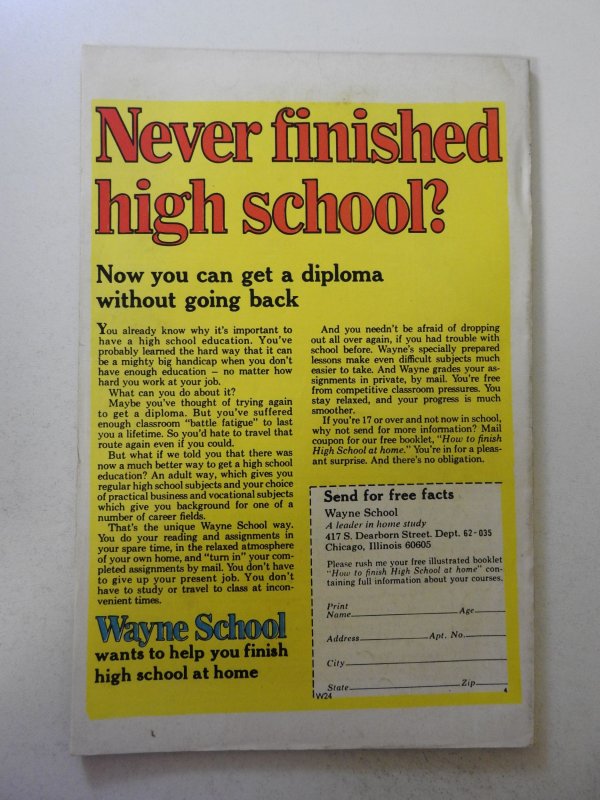 Never finished
high school?
Now you can get a diploma
without going back
You already know why it's important to
have a high school education. You've
probably learned the hard way that it can
be a mighty big handicap when you don't
have enough education – no matter how
hard you work at your job.
What can you do about it?
Maybe you've thought of trying again
to get a diploma. But you've suffered
enough classroom "battle fatigue" to last
you a lifetime. So you'd hate to travel that
route again even if you could.
But what if we told you that there was
now a much better way to get a high school
education? An adult way, which gives you
regular high school subjects and your choice
of practical business and vocational subjects
which give you background for one of a
number of career fields.
That's the unique Wayne School way.
You do your reading and assignments in
your spare time, in the relaxed atmosphere
of your own home, and "turn in" your com-
pleted assignments by mail. You don't have
to give up your present job. You don't
have to study or travel to class at incon-
venient times.
Wayne School
wants to help you finish
high school at home
And you needn't be afraid of dropping
out all over again, if you had trouble with
school before. Wayne's specially prepared
lessons make even difficult subjects much
easier to take. And Wayne grades your as-
signments in private, by mail. You're free
from competitive classroom pressures. You
stay relaxed, and your progress is much
smoother.
If you're 17 or over and not now in school,
why not send for more information? Mail
coupon for our free booklet, "How to finish
High School at home." You're in for a pleas-
ant surprise. And there's no obligation.
Send for free facts
Wayne School
A leader in home study
417 S. Dearborn Street. Dept. 62-035
Chicago, Illinois 60605
Please rush me your free illustrated booklet
"How to finish High School at home" con-
taining full information about your courses.
Print
Name Age
Address Apt. No.
City
State Zip
W24 4